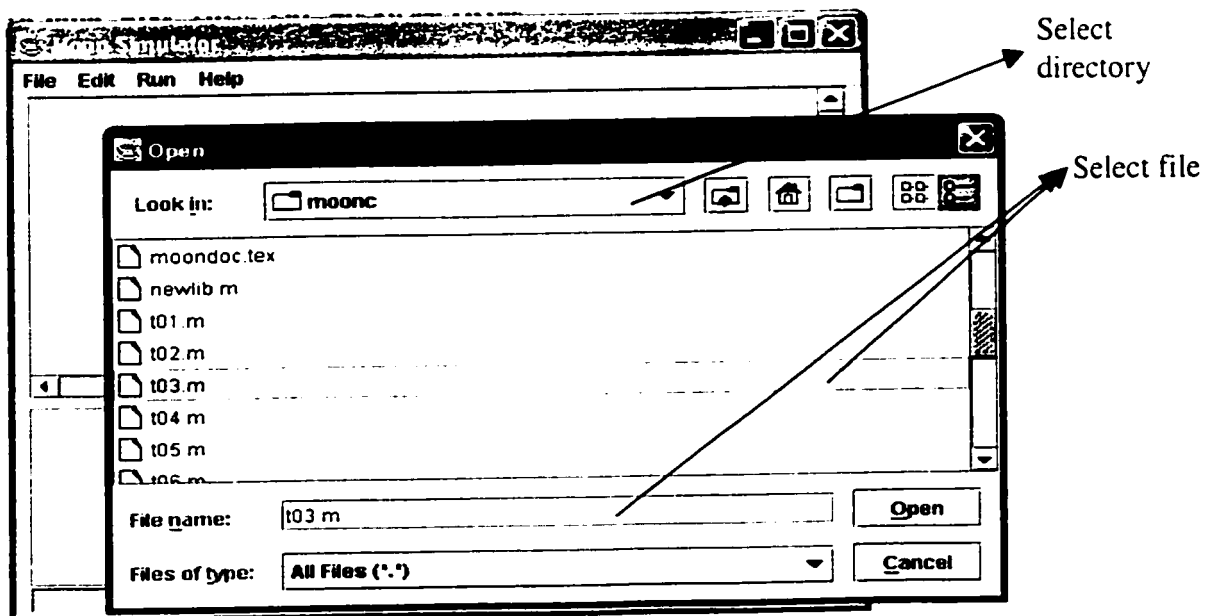 Moon Simulator
Select
directory
File Edit Run Help
Open
Look in: moonc
Select file
moondoc.tex
newlib m
t01.m
t02.m
t03.m
t04 m
t05 m
t06 m
File name: t03 m
Open
Files of type: All Files (*.*)
Cancel